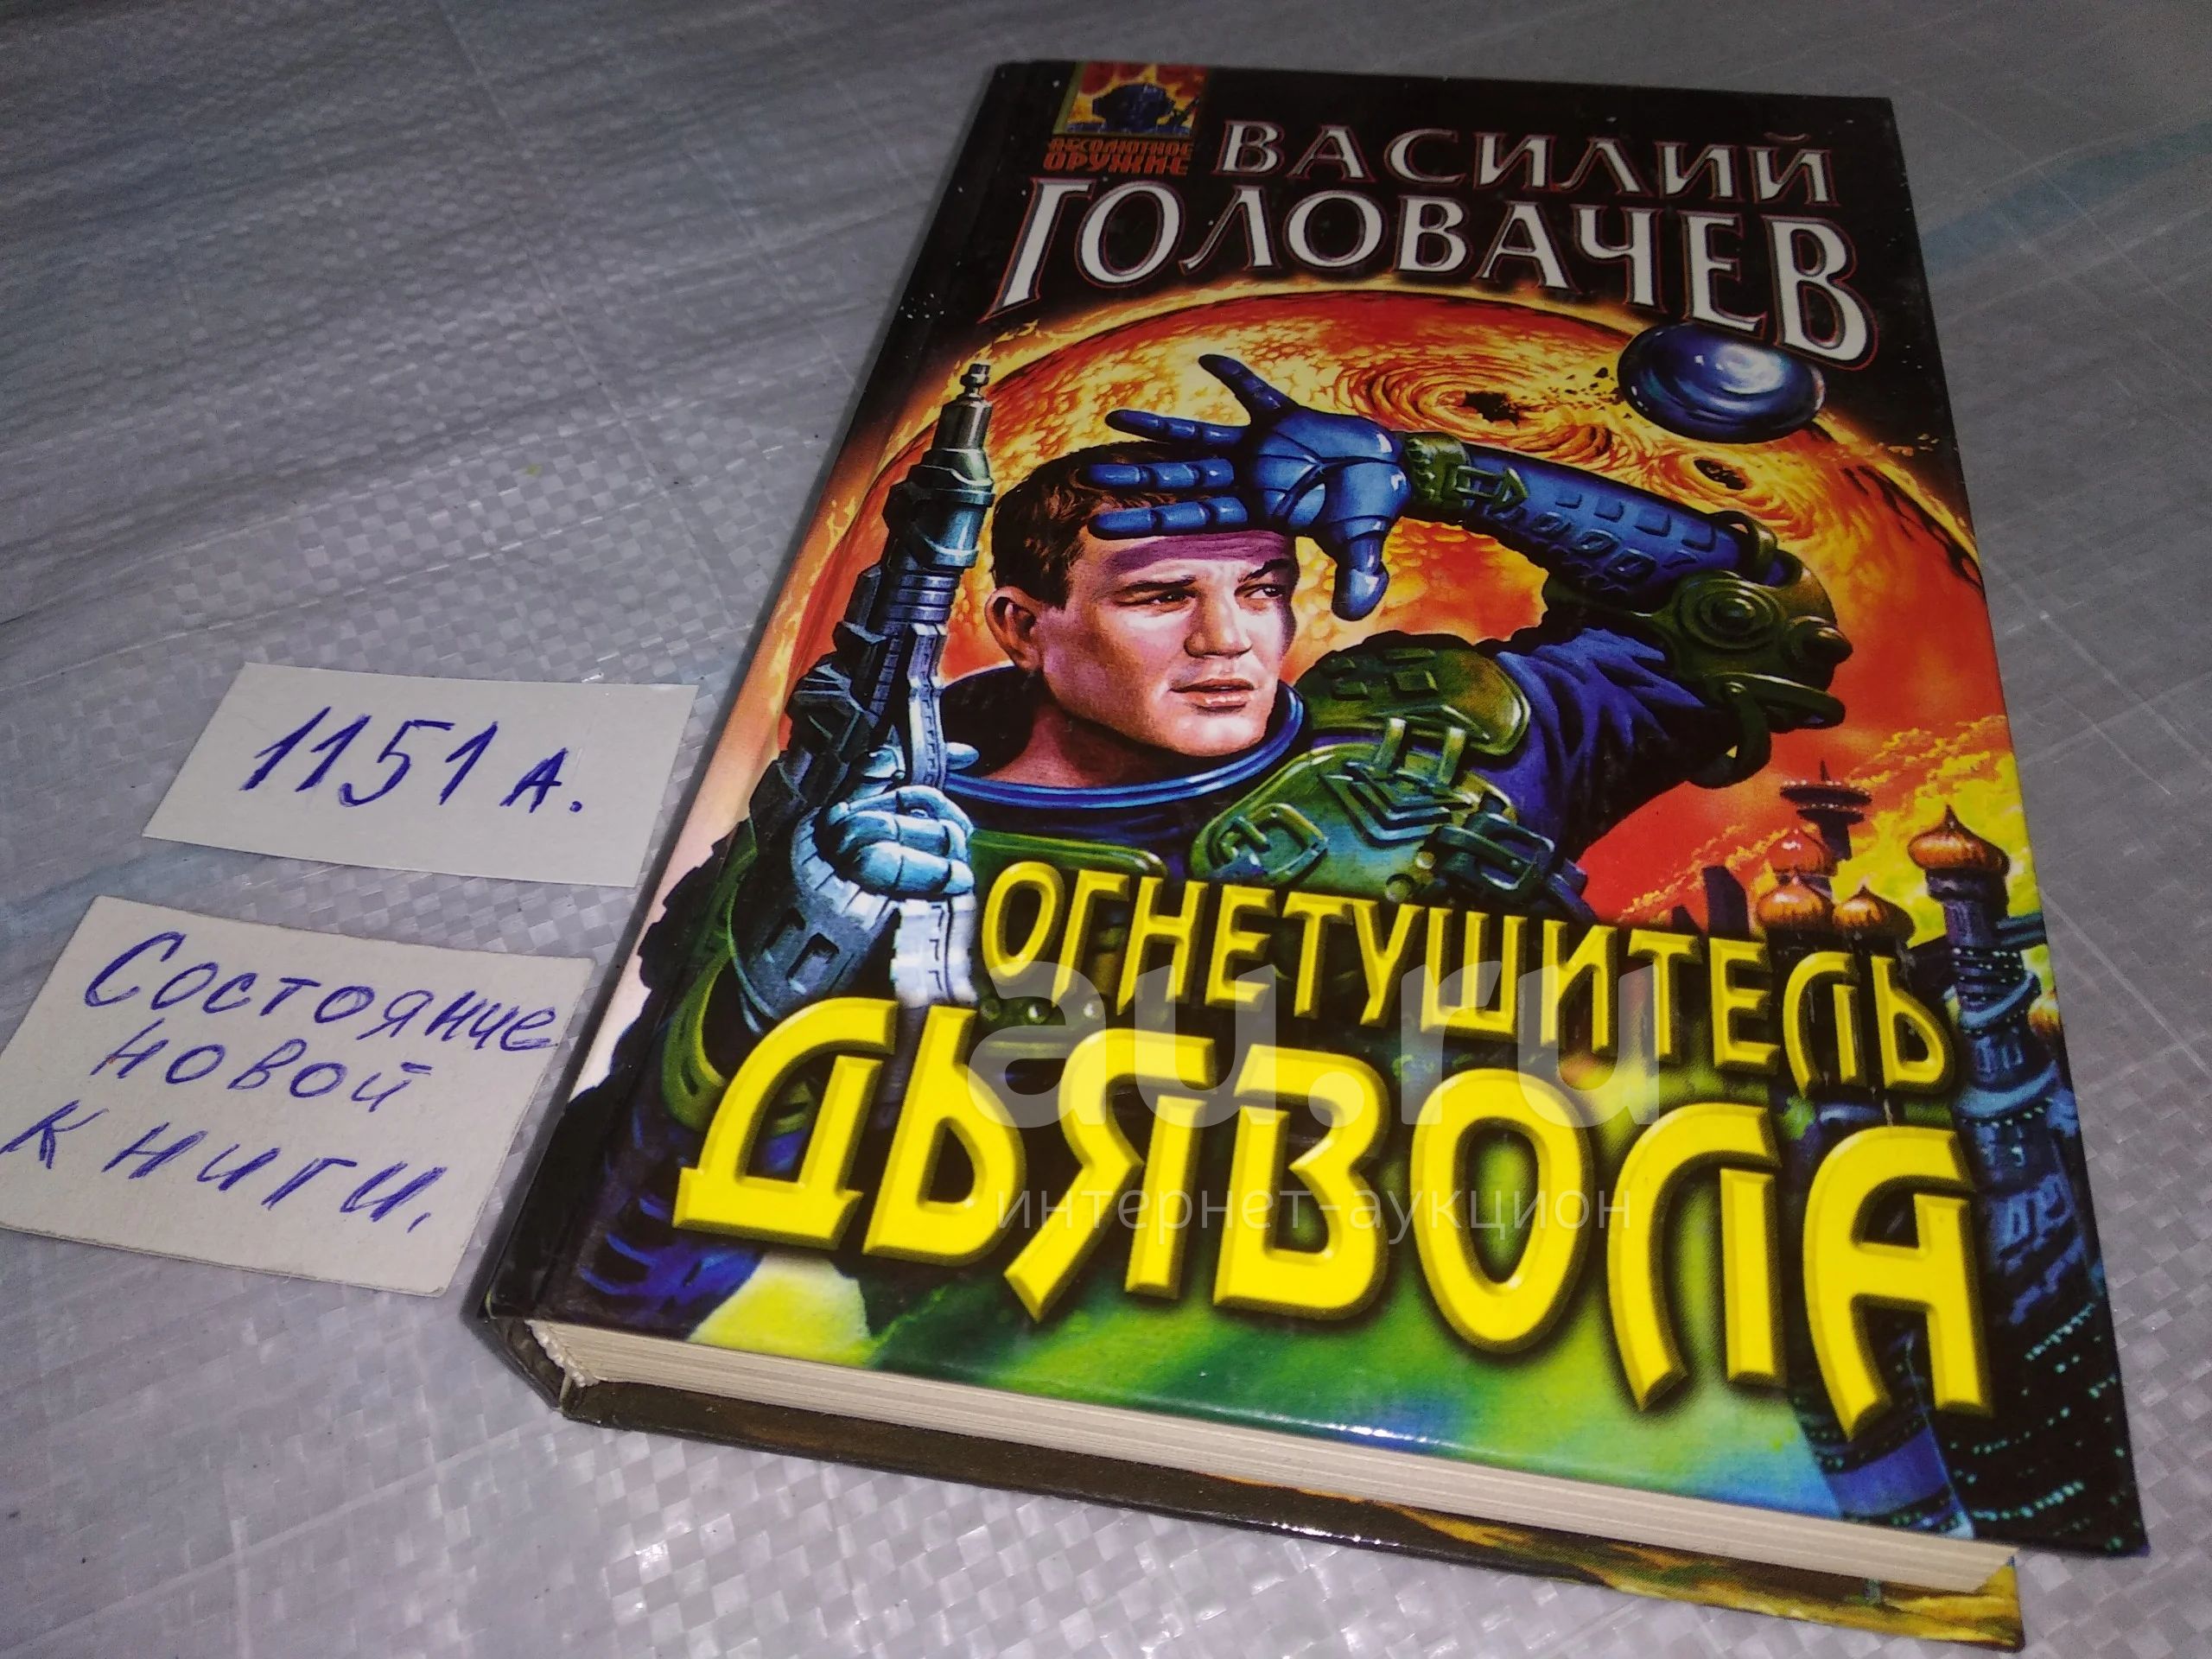 АБСОЛЮТНОЕ
ОРУЖИЕ
ВАСИЛИЙ
ГОЛОВАЧЕВ
1151 А.
Состояние
новой
книги.
ОГНЕТУШИТЕЛЬ
ДЬЯВОЛА
au.ru
интернет-аукцион